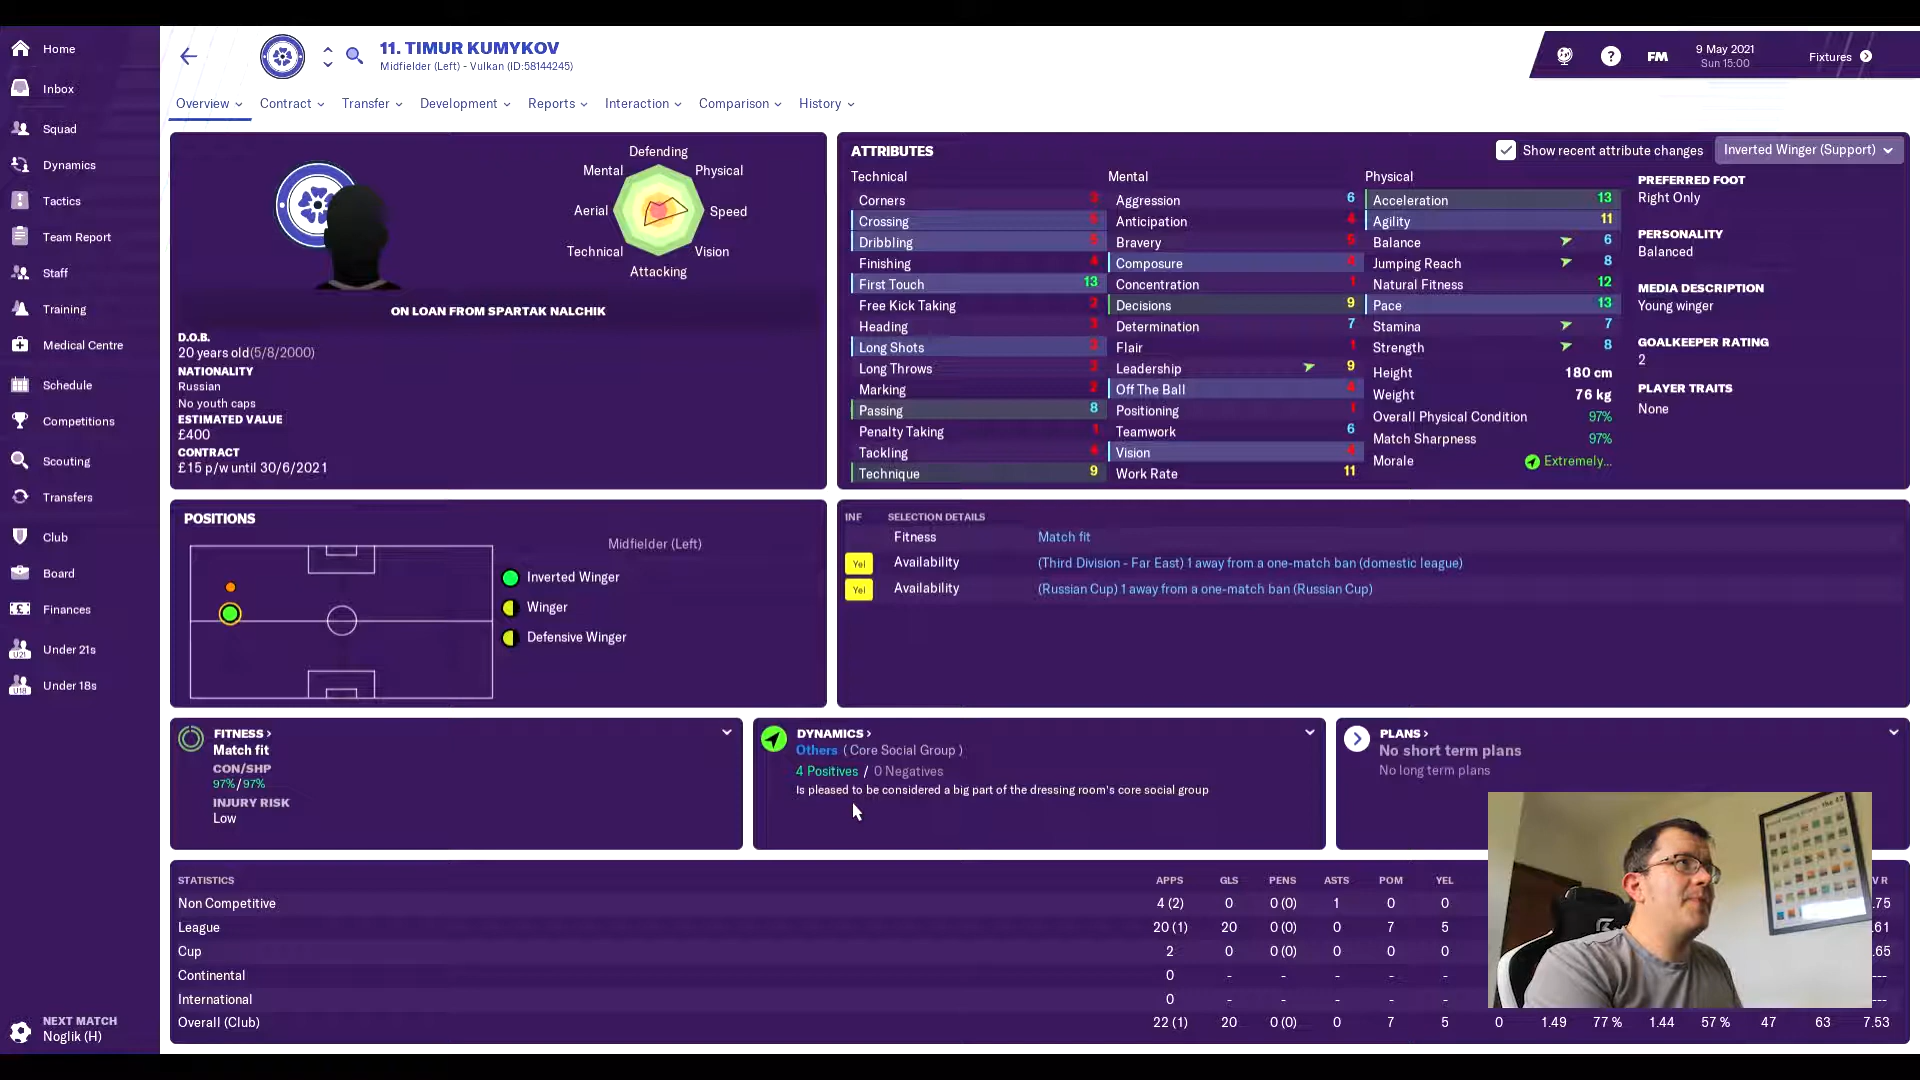 Home
Inbox
Squad
Dynamics
Tactics
Team Report
Staff
Training
Medical Centre
Schedule
Competitions
Scouting
Transfers
Club
Board
Finances
Under 21s
Under 18s
NEXT MATCH
Noglik (H)
11. TIMUR KUMYKOV
Midfielder (Left) - Vulkan (ID:58144245)
FM
9 May 2021
Sun 15:00
Fixtures
Overview Contract Transfer Development Reports Interaction Comparison History
Defending
Mental Physical
Aerial Speed
Technical Vision
Attacking
ON LOAN FROM SPARTAK NALCHIK
D.O.B.
20 years old (5/8/2000)
NATIONALITY
Russian
No youth caps
ESTIMATED VALUE
£400
CONTRACT
£15 p/w until 30/6/2021
ATTRIBUTES
Show recent attribute changes
Inverted Winger (Support)
Technical
Corners 3
Crossing
Dribbling
Finishing 4
First Touch 13
Free Kick Taking
Heading 3
Long Shots
Long Throws
Marking 2
Passing 8
Penalty Taking 1
Tackling 4
Technique 9
Mental
Aggression 6
Anticipation 4
Bravery 5
Composure 4
Concentration 1
Decisions 9
Determination 7
Flair 1
Leadership 9
Off The Ball 4
Positioning 1
Teamwork 6
Vision
Work Rate 11
Physical
Acceleration 13
Agility 11
Balance 6
Jumping Reach 8
Natural Fitness 12
Pace 13
Stamina 7
Strength 8
Height 180 cm
Weight 76 kg
Overall Physical Condition 97%
Match Sharpness 97%
Morale Extremely...
PREFERRED FOOT
Right Only
PERSONALITY
Balanced
MEDIA DESCRIPTION
Young winger
GOALKEEPER RATING
2
PLAYER TRAITS
None
POSITIONS
Midfielder (Left)
Inverted Winger
Winger
Defensive Winger
INF SELECTION DETAILS
Fitness Match fit
Yel Availability (Third Division - Far East) 1 away from a one-match ban (domestic league)
Yel Availability (Russian Cup) 1 away from a one-match ban (Russian Cup)
FITNESS >
Match fit
CON/SHP
97% / 97%
INJURY RISK
Low
DYNAMICS >
Others ( Core Social Group )
4 Positives / 0 Negatives
Is pleased to be considered a big part of the dressing room's core social group
PLANS >
No short term plans
No long term plans
STATISTICS APPS GLS PENS ASTS POM YEL V R
Non Competitive 4 (2) 0 0 (0) 1 0 0 .75
League 20 (1) 20 0 (0) 0 7 5 .61
Cup 2 0 0 (0) 0 0 0 .65
Continental 0 - - - - - ---
International 0 - - - - - ---
Overall (Club) 22 (1) 20 0 (0) 0 7 5 0 1.49 77 % 1.44 57 % 47 63 7.53